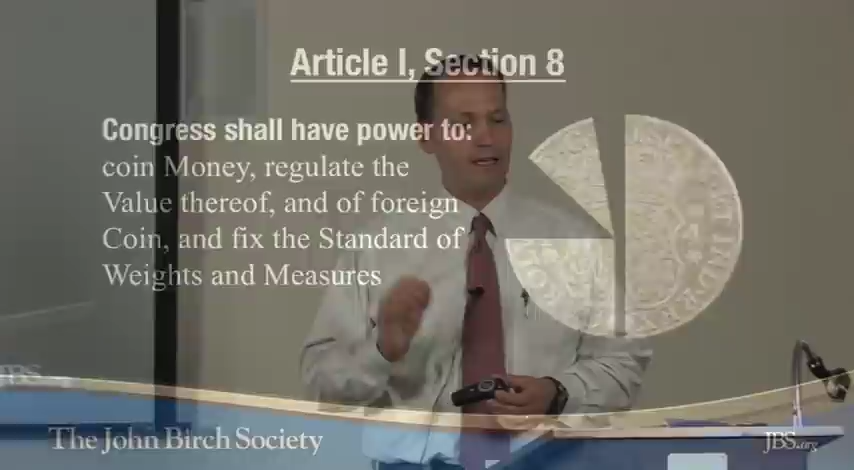 Article I, Section 8
Congress shall have power to:
coin Money, regulate the
Value thereof, and of foreign
Coin, and fix the Standard of
Weights and Measures
JBS
The John Birch Society
JBS.org